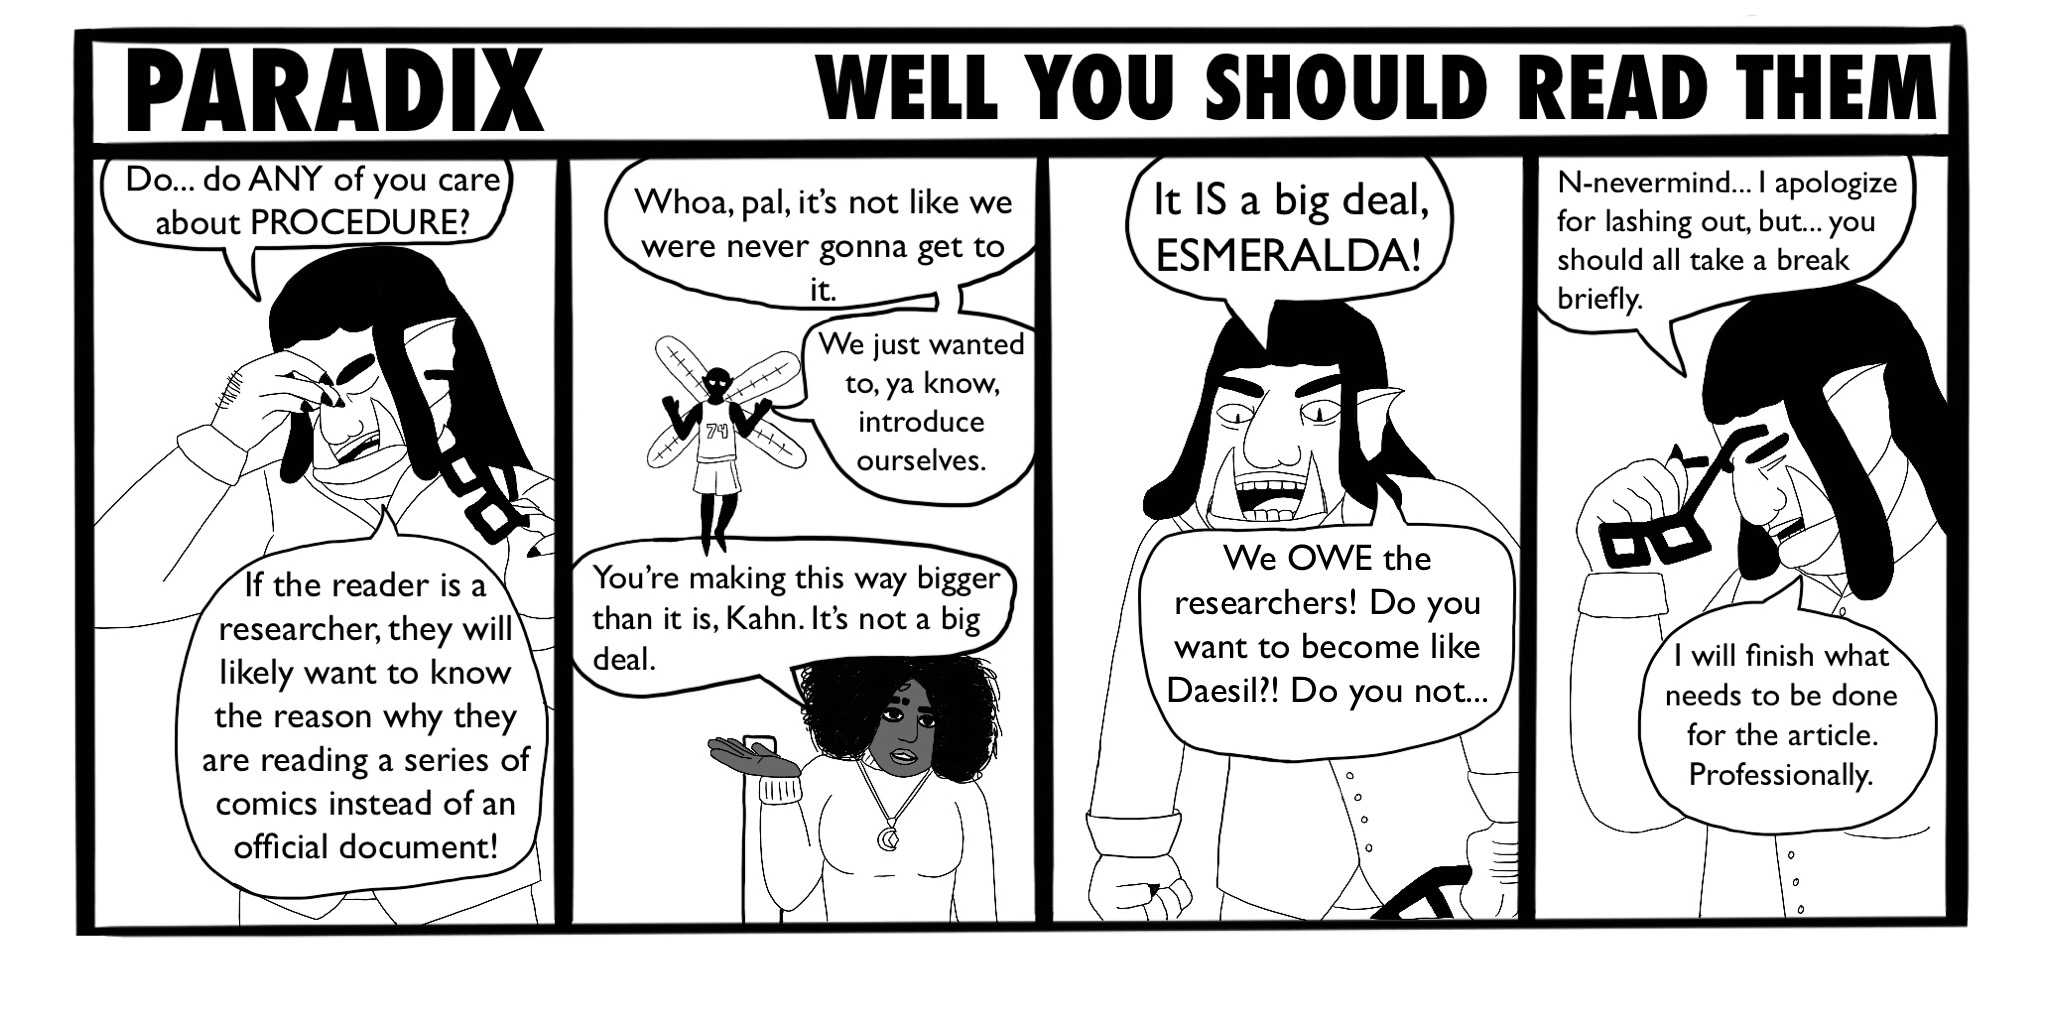 PARADIX
WELL YOU SHOULD READ THEM
Do... do ANY of you care
about PROCEDURE?
If the reader is a
researcher, they will
likely want to know
the reason why they
are reading a series of
comics instead of an
official document!
Whoa, pal, it's not like we
were never gonna get to
it.
We just wanted
to, ya know,
introduce
ourselves.
74
You're making this way bigger
than it is, Kahn. It's not a big
deal.
It IS a big deal,
ESMERALDA!
We OWE the
researchers! Do you
want to become like
Daesil?! Do you not...
N-nevermind... I apologize
for lashing out, but... you
should all take a break
briefly.
I will finish what
needs to be done
for the article.
Professionally.